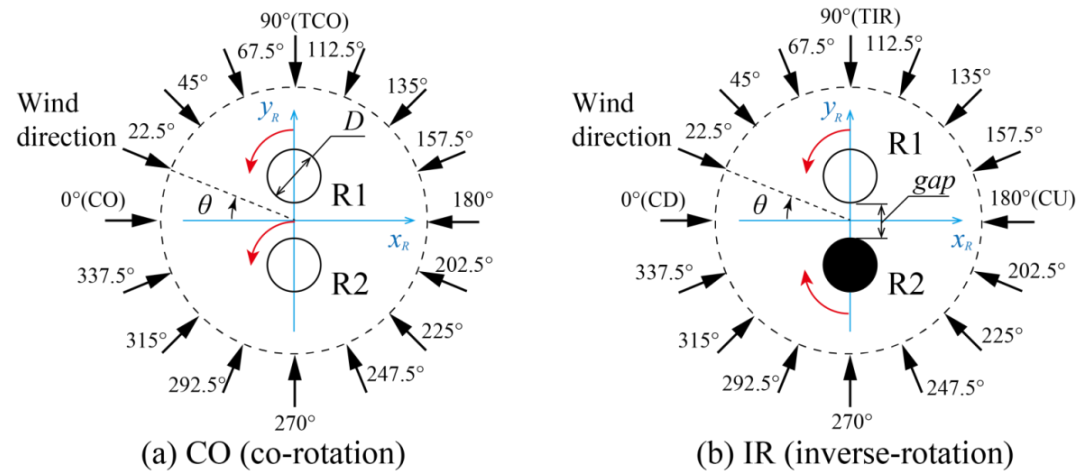 90°(TCO)
67.5°
112.5°
45°
135°
Wind
direction
y_R
D
22.5°
157.5°
R1
0°(CO)
θ
180°
x_R
337.5°
R2
202.5°
315°
225°
292.5°
247.5°
270°
(a) CO (co-rotation)
90°(TIR)
67.5°
112.5°
45°
135°
Wind
direction
y_R
22.5°
R1
157.5°
gap
0°(CD)
θ
180°(CU)
x_R
337.5°
R2
202.5°
315°
225°
292.5°
247.5°
270°
(b) IR (inverse-rotation)